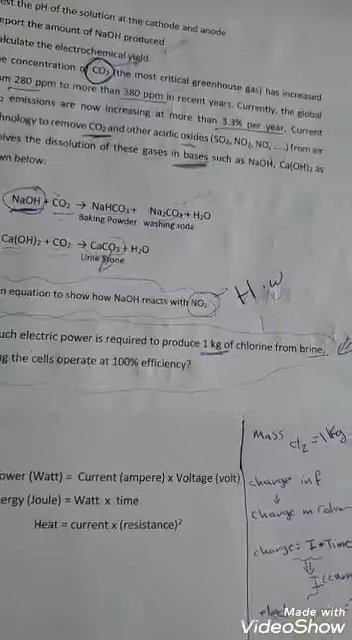 est the pH of the solution at the cathode and anode
eport the amount of NaOH produced
alculate the electrochemical yield
e concentration of CO₂ (the most critical greenhouse gas) has increased
om 280 ppm to more than 380 ppm in recent years. Currently, the global
₂ emissions are now increasing at more than 3.3% per year. Current
hnology to remove CO₂ and other acidic oxides (SO₂, NO₂, NO, .....) from air
olves the dissolution of these gases in bases such as NaOH, Ca(OH)₂ as
wn below:
NaOH + CO₂ → NaHCO₃ + Na₂CO₃ + H₂O
Baking Powder washing soda
Ca(OH)₂ + CO₂ → CaCO₃ + H₂O
Lime Stone
n equation to show how NaOH reacts with NO₂
H.W
uch electric power is required to produce 1 kg of chlorine from brine,
g the cells operate at 100% efficiency?
Mass Cl₂ = 1 kg
ower (Watt) = Current (ampere) x Voltage (volt)
charge in f
ergy (Joule) = Watt x time
charge in
Heat = current x (resistance)²
charge = I * Time
Made with
VideoShow